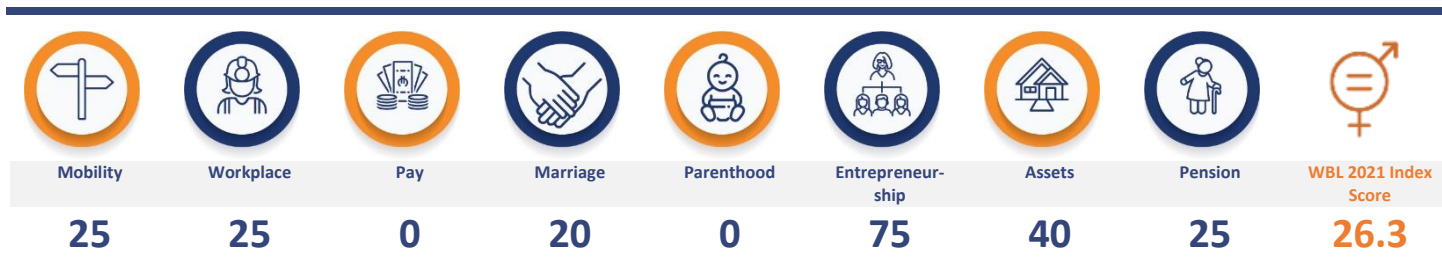 Mobility
Workplace
Pay
Marriage
Parenthood
Entrepreneur-
ship
Assets
Pension
WBL 2021 Index
Score
25
25
0
20
0
75
40
25
26.3